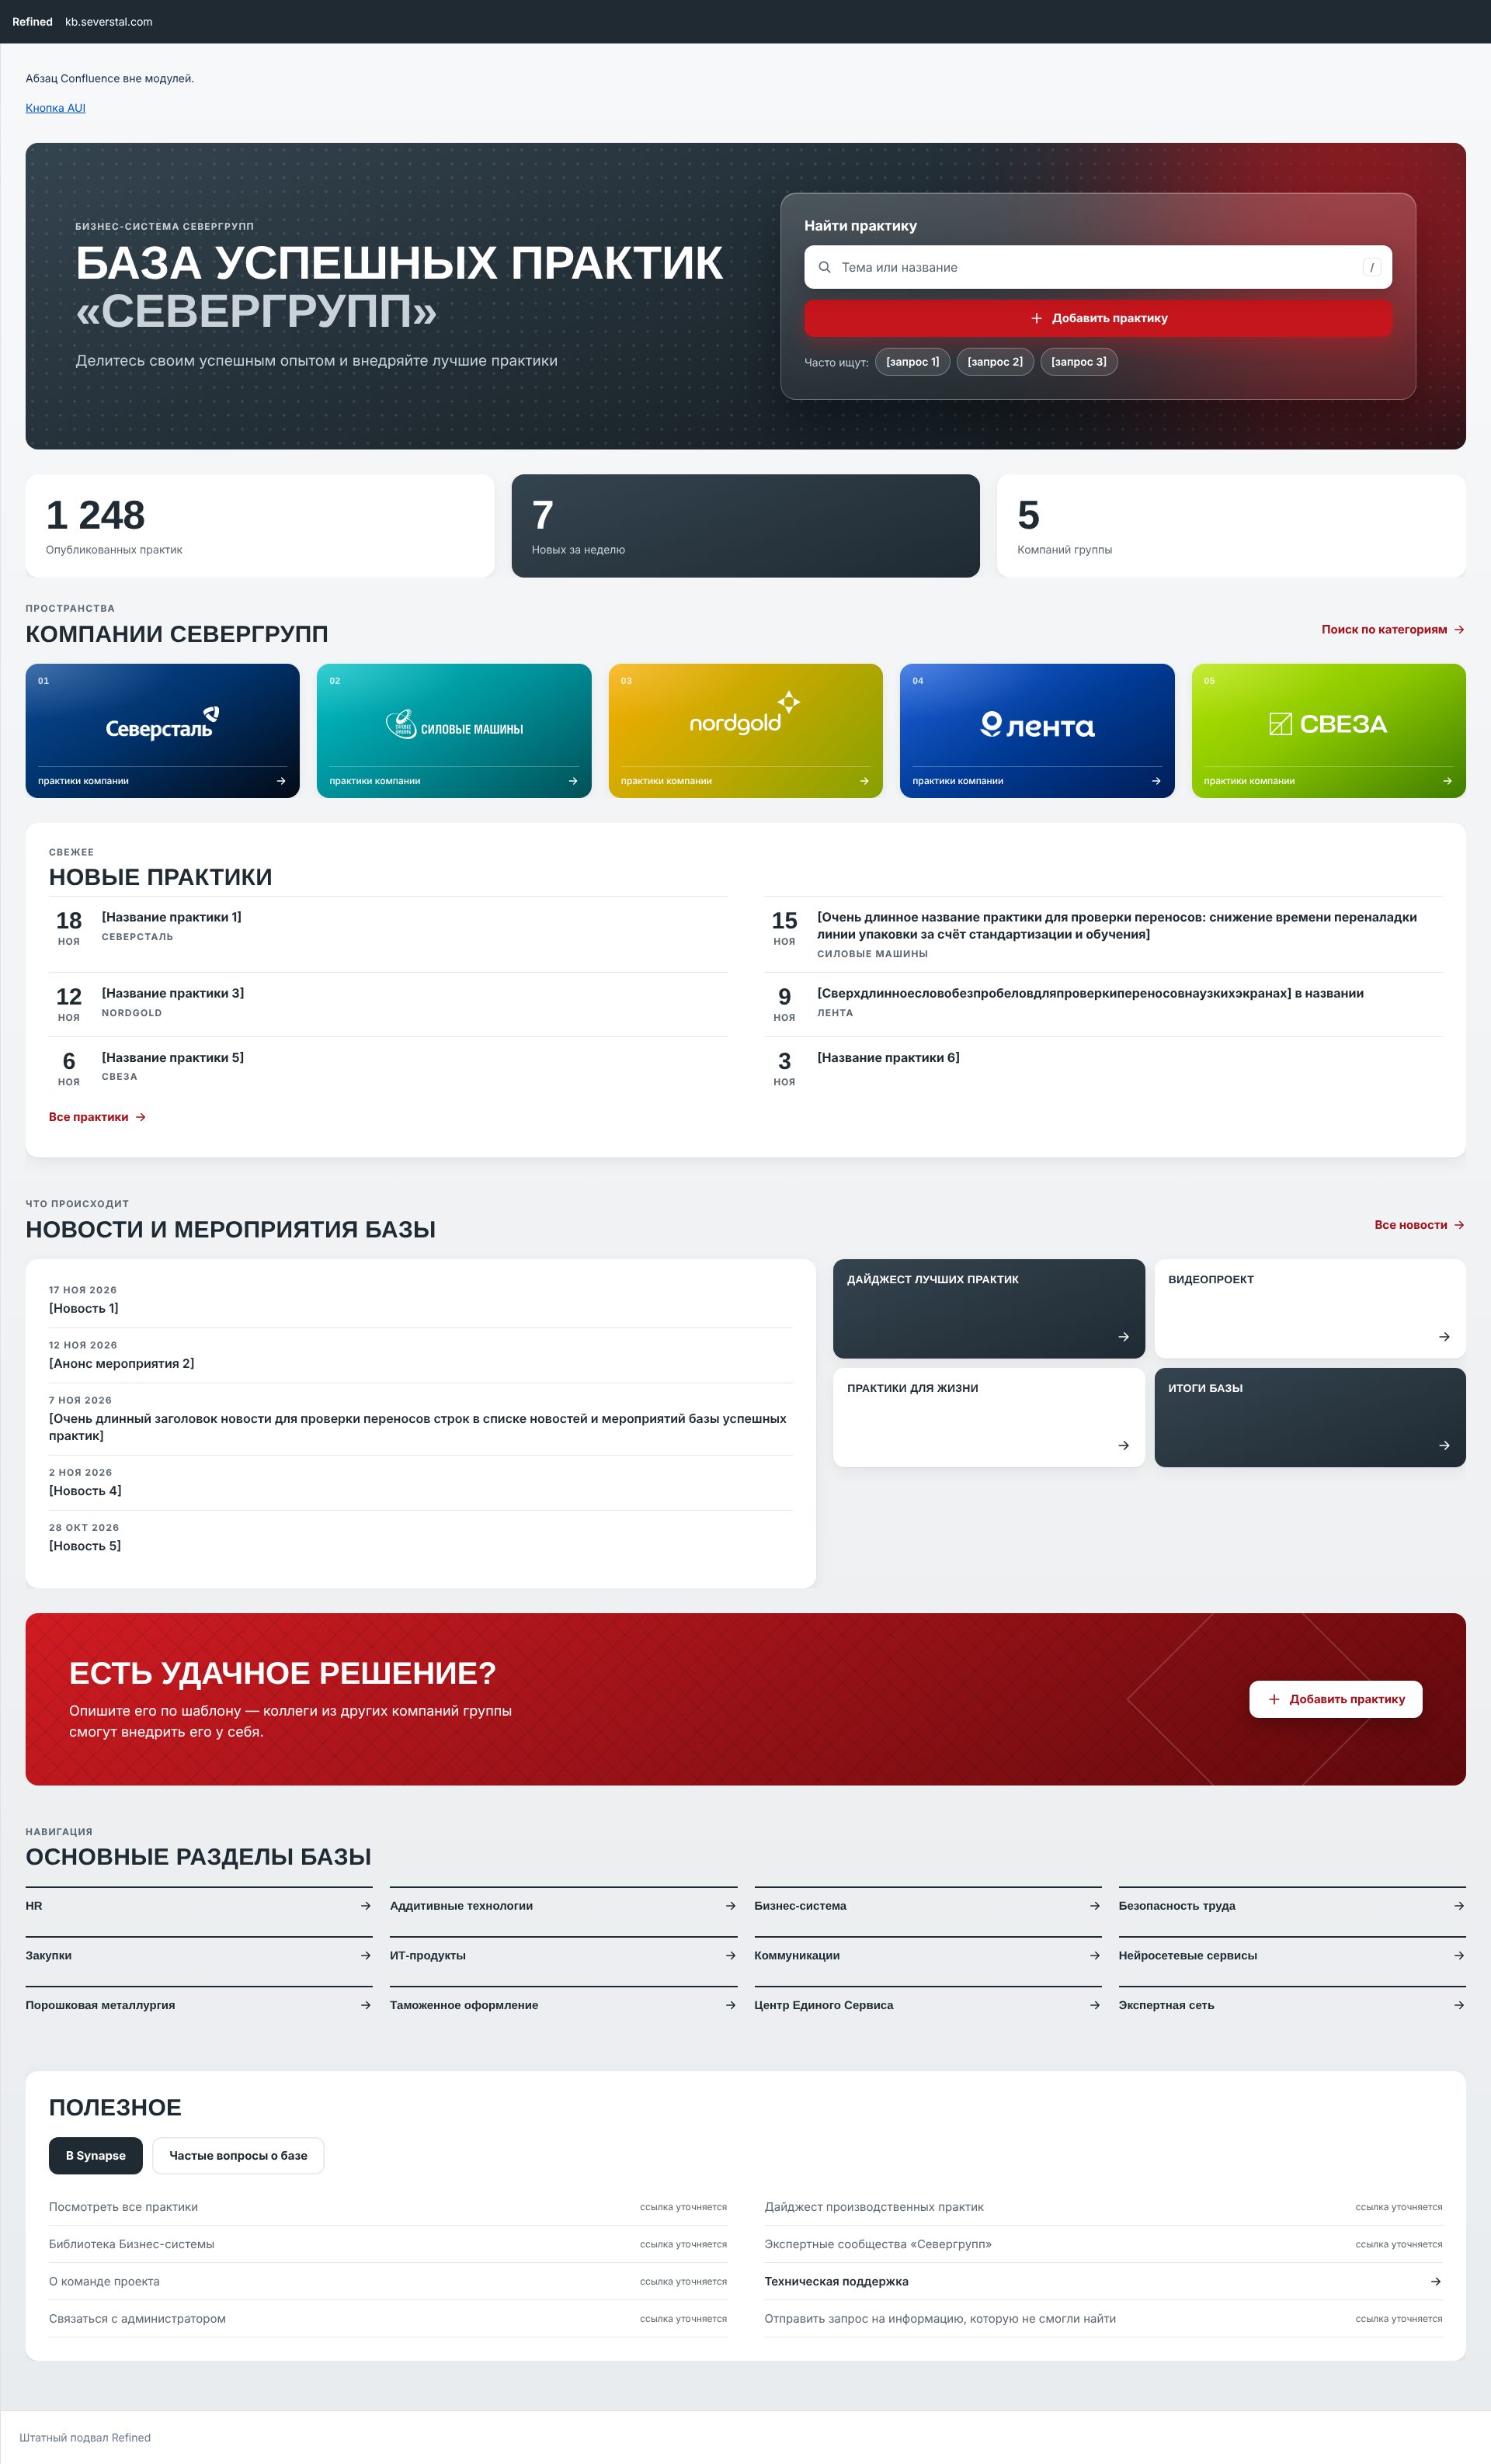 Refined kb.severstal.com
Абзац Confluence вне модулей.
Кнопка AUI
БИЗНЕС-СИСТЕМА СЕВЕРГРУПП
БАЗА УСПЕШНЫХ ПРАКТИК
«СЕВЕРГРУПП»
Делитесь своим успешным опытом и внедряйте лучшие практики
Найти практику
Тема или название /
+ Добавить практику
Часто ищут: [запрос 1] [запрос 2] [запрос 3]
1 248
Опубликованных практик
7
Новых за неделю
5
Компаний группы
ПРОСТРАНСТВА
КОМПАНИИ СЕВЕРГРУПП
Поиск по категориям →
01
Северсталь
практики компании →
02
СИЛОВЫЕ МАШИНЫ
практики компании →
03
nordgold
практики компании →
04
лента
практики компании →
05
СВЕЗА
практики компании →
СВЕЖЕЕ
НОВЫЕ ПРАКТИКИ
18 НОЯ
[Название практики 1]
СЕВЕРСТАЛЬ
15 НОЯ
[Очень длинное название практики для проверки переносов: снижение времени переналадки
линии упаковки за счёт стандартизации и обучения]
СИЛОВЫЕ МАШИНЫ
12 НОЯ
[Название практики 3]
NORDGOLD
9 НОЯ
[Сверхдлинноесловобезпробеловдляпроверкипереносовнаузкихэкранах] в названии
ЛЕНТА
6 НОЯ
[Название практики 5]
СВЕЗА
3 НОЯ
[Название практики 6]
Все практики →
ЧТО ПРОИСХОДИТ
НОВОСТИ И МЕРОПРИЯТИЯ БАЗЫ
Все новости →
17 НОЯ 2026
[Новость 1]
12 НОЯ 2026
[Анонс мероприятия 2]
7 НОЯ 2026
[Очень длинный заголовок новости для проверки переносов строк в списке новостей и мероприятий базы успешных
практик]
2 НОЯ 2026
[Новость 4]
28 ОКТ 2026
[Новость 5]
ДАЙДЖЕСТ ЛУЧШИХ ПРАКТИК →
ВИДЕОПРОЕКТ →
ПРАКТИКИ ДЛЯ ЖИЗНИ →
ИТОГИ БАЗЫ →
ЕСТЬ УДАЧНОЕ РЕШЕНИЕ?
Опишите его по шаблону — коллеги из других компаний группы
смогут внедрить его у себя.
+ Добавить практику
НАВИГАЦИЯ
ОСНОВНЫЕ РАЗДЕЛЫ БАЗЫ
HR →
Аддитивные технологии →
Бизнес-система →
Безопасность труда →
Закупки →
ИТ-продукты →
Коммуникации →
Нейросетевые сервисы →
Порошковая металлургия →
Таможенное оформление →
Центр Единого Сервиса →
Экспертная сеть →
ПОЛЕЗНОЕ
В Synapse
Частые вопросы о базе
Посмотреть все практики ссылка уточняется
Дайджест производственных практик ссылка уточняется
Библиотека Бизнес-системы ссылка уточняется
Экспертные сообщества «Севергрупп» ссылка уточняется
О команде проекта ссылка уточняется
Техническая поддержка →
Связаться с администратором ссылка уточняется
Отправить запрос на информацию, которую не смогли найти ссылка уточняется
Штатный подвал Refined